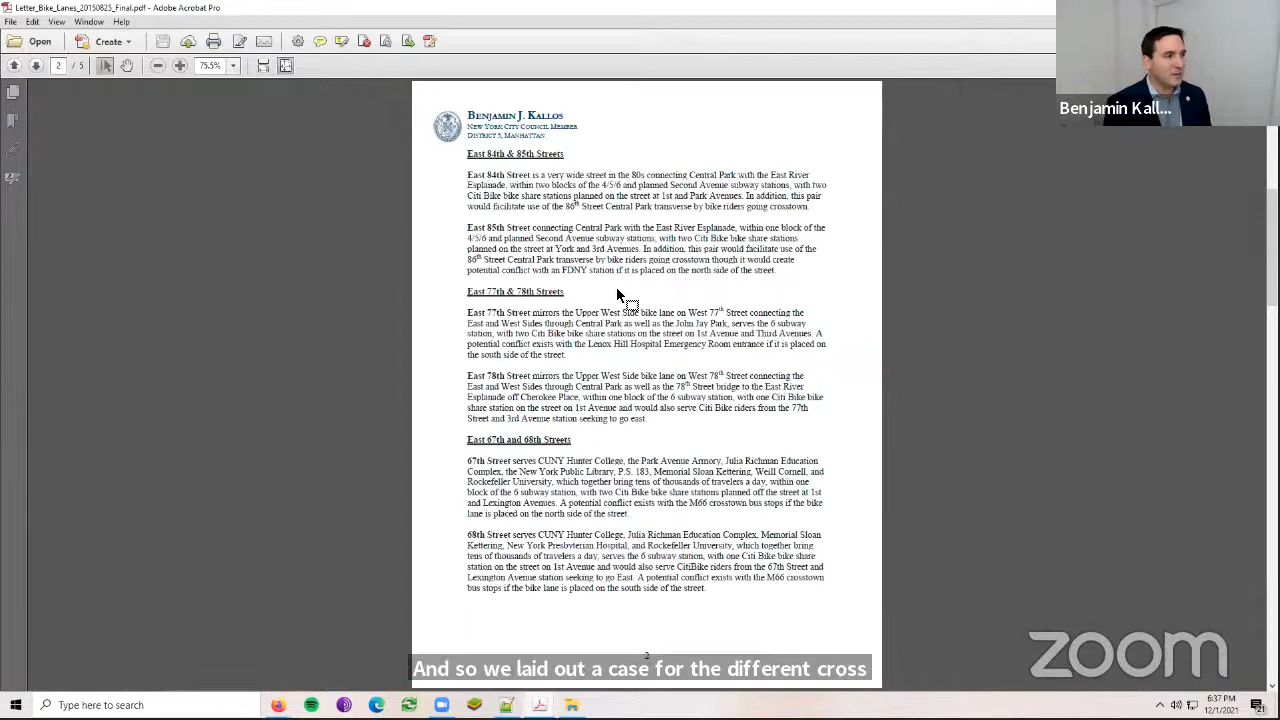 Letter_Bike_Lanes_20150825_Final.pdf - Adobe Acrobat Pro
File Edit View Window Help
Open Create
2 / 5 75.5%
Benjamin Kall...
BENJAMIN J. KALLOS
NEW YORK CITY COUNCIL MEMBER
DISTRICT 5, MANHATTAN
East 84th & 85th Streets
East 84th Street is a very wide street in the 80s connecting Central Park with the East River
Esplanade, within two blocks of the 4/5/6 and planned Second Avenue subway stations, with two
Citi Bike bike share stations planned on the street at 1st and Park Avenues. In addition, this pair
would facilitate use of the 86th Street Central Park transverse by bike riders going crosstown.
East 85th Street connecting Central Park with the East River Esplanade, within one block of the
4/5/6 and planned Second Avenue subway stations, with two Citi Bike bike share stations
planned on the street at York and 3rd Avenues. In addition, this pair would facilitate use of the
86th Street Central Park transverse by bike riders going crosstown though it would create
potential conflict with an FDNY station if it is placed on the north side of the street.
East 77th & 78th Streets
East 77th Street mirrors the Upper West Side bike lane on West 77th Street connecting the
East and West Sides through Central Park as well as the John Jay Park, serves the 6 subway
station, with two Citi Bike bike share stations on the street on 1st Avenue and Third Avenues. A
potential conflict exists with the Lenox Hill Hospital Emergency Room entrance if it is placed on
the south side of the street.
East 78th Street mirrors the Upper West Side bike lane on West 78th Street connecting the
East and West Sides through Central Park as well as the 78th Street bridge to the East River
Esplanade off Cherokee Place, within one block of the 6 subway station, with one Citi Bike bike
share station on the street on 1st Avenue and would also serve Citi Bike riders from the 77th
Street and 3rd Avenue station seeking to go east.
East 67th and 68th Streets
67th Street serves CUNY Hunter College, the Park Avenue Armory, Julia Richman Education
Complex, the New York Public Library, P.S. 183, Memorial Sloan Kettering, Weill Cornell, and
Rockefeller University, which together bring tens of thousands of travelers a day, within one
block of the 6 subway station, with two Citi Bike bike share stations planned off the street at 1st
and Lexington Avenues. A potential conflict exists with the M66 crosstown bus stops if the bike
lane is placed on the north side of the street.
68th Street serves CUNY Hunter College, Julia Richman Education Complex, Memorial Sloan
Kettering, New York Presbyterian Hospital, and Rockefeller University, which together bring
tens of thousands of travelers a day, serves the 6 subway station, with one Citi Bike bike share
station on the street on 1st Avenue and would also serve CitiBike riders from the 67th Street and
Lexington Avenue station seeking to go East. A potential conflict exists with the M66 crosstown
bus stops if the bike lane is placed on the south side of the street.
2
And so we laid out a case for the different cross
zoom
Type here to search
6:37 PM
12/1/2021
21